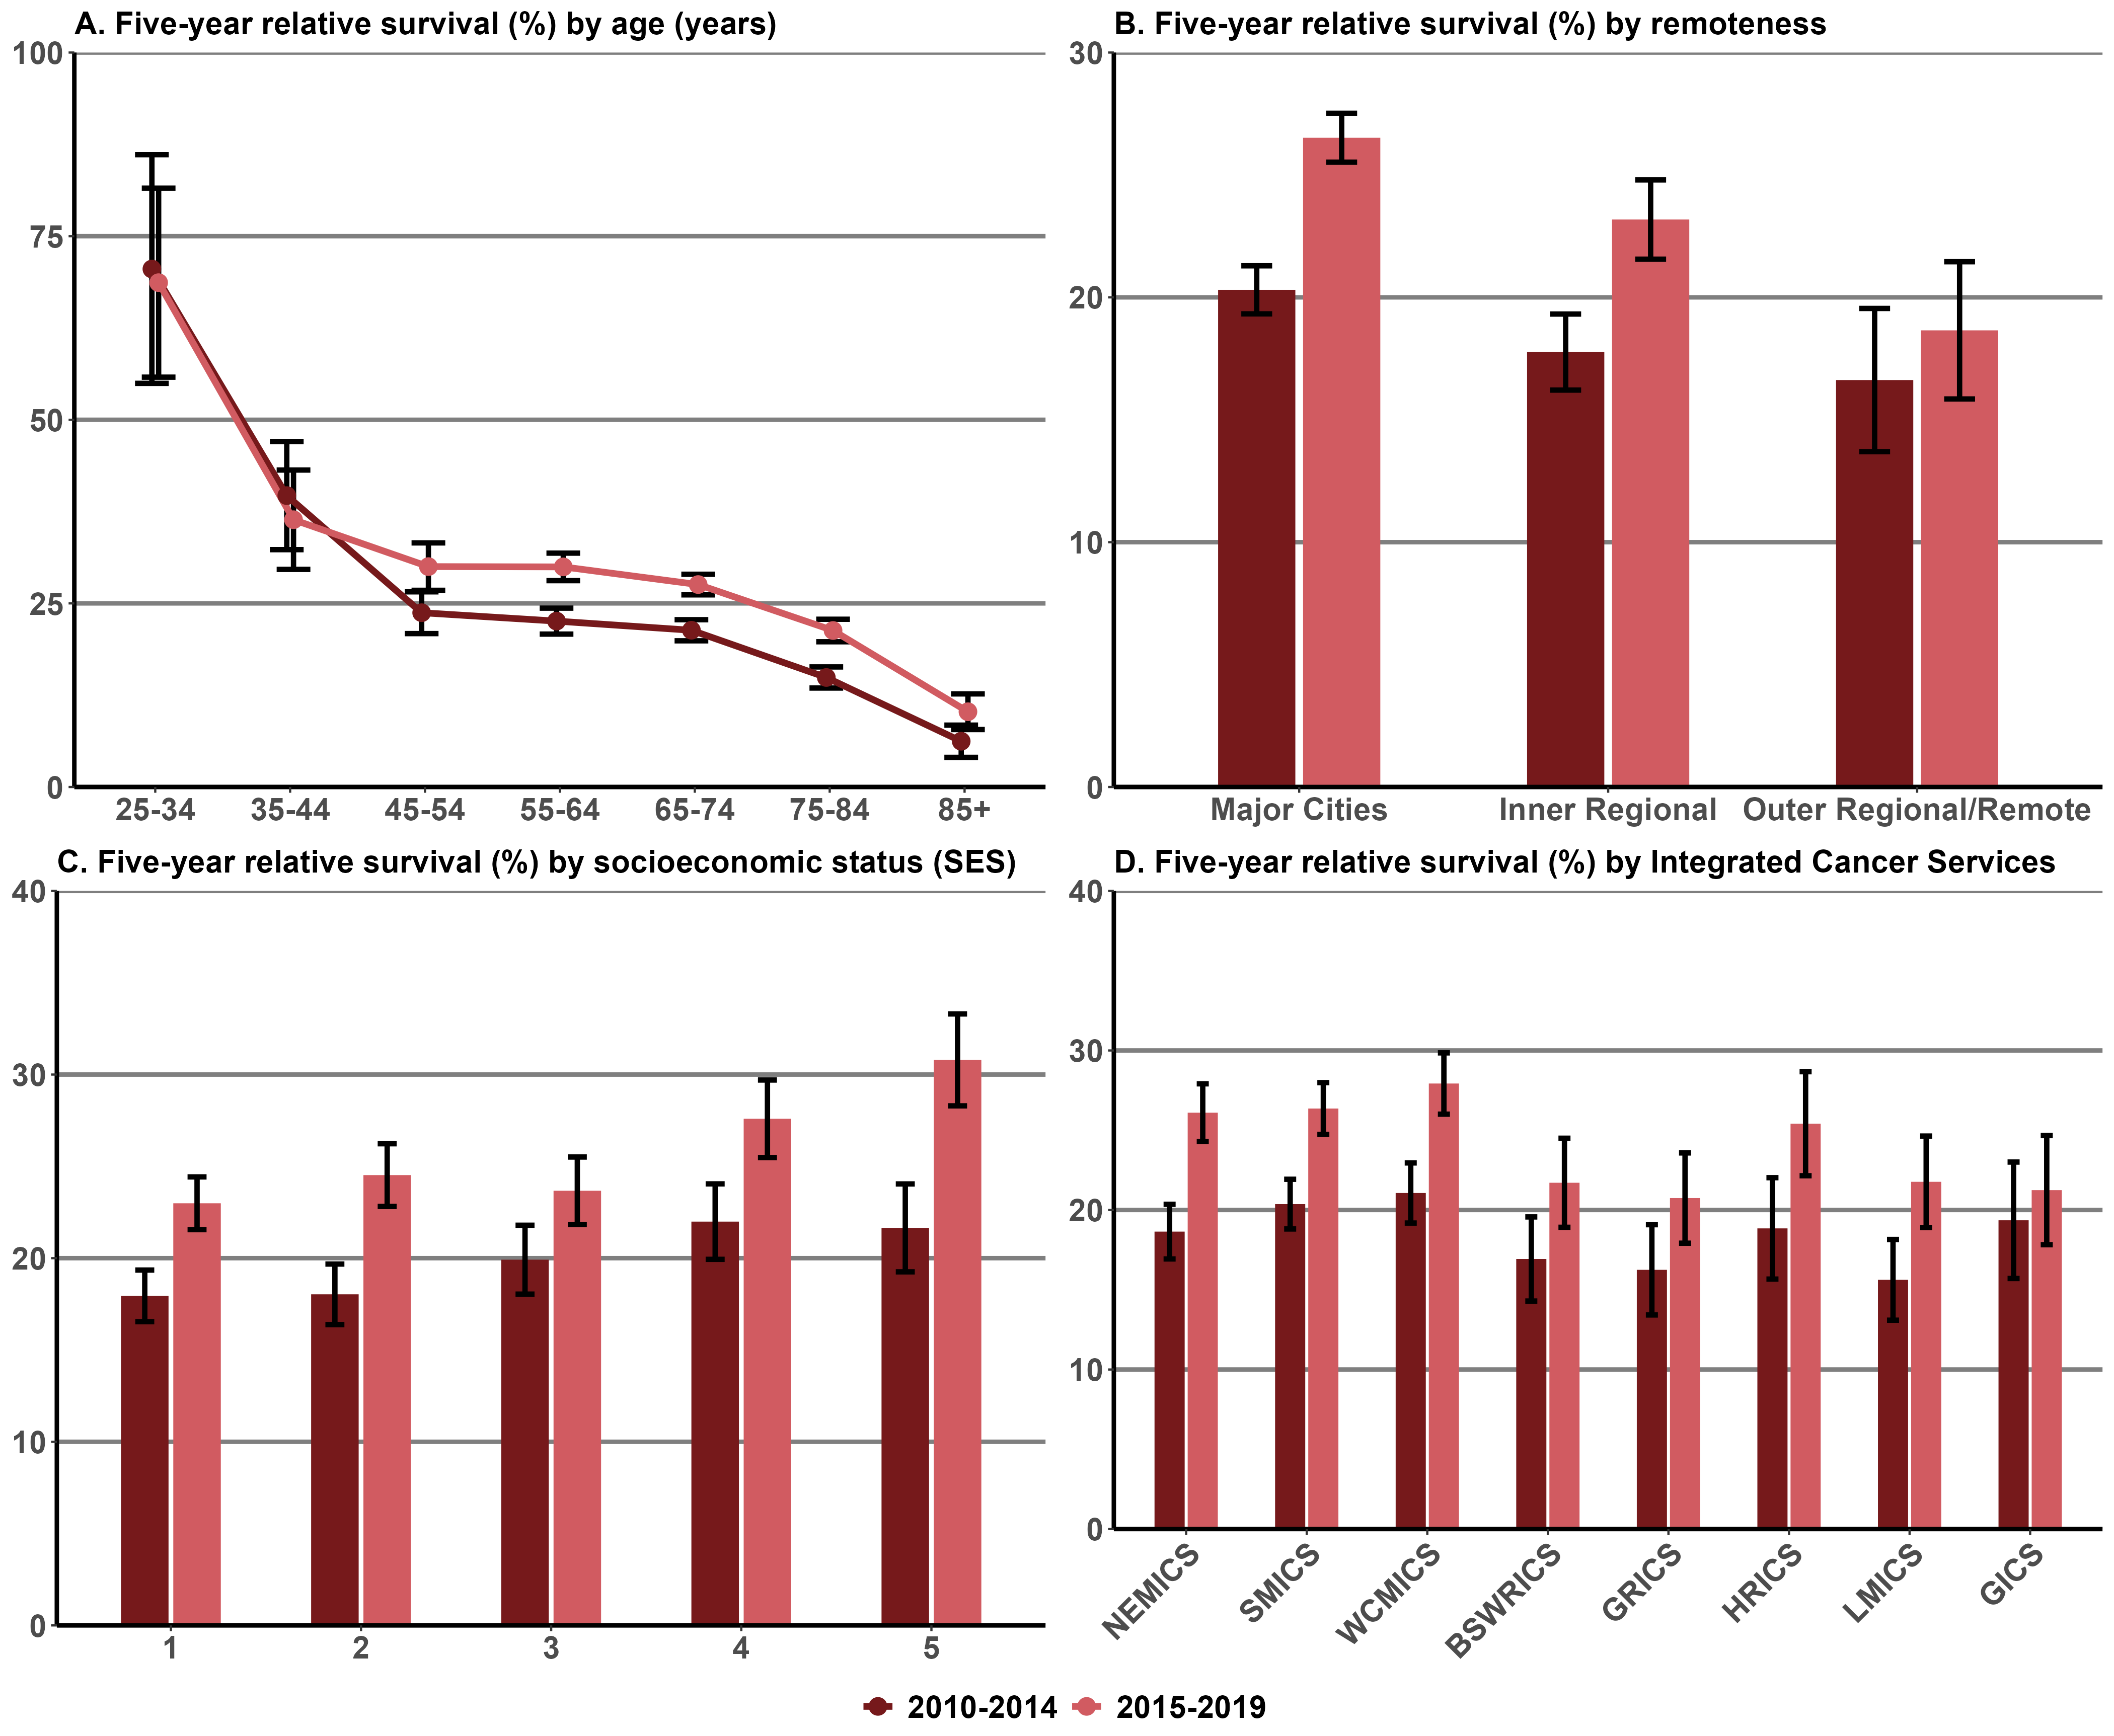 A. Five-year relative survival (%) by age (years)
100
75
50
25
0
25-34 35-44 45-54 55-64 65-74 75-84 85+
B. Five-year relative survival (%) by remoteness
30
20
10
0
Major Cities Inner Regional Outer Regional/Remote
C. Five-year relative survival (%) by socioeconomic status (SES)
40
30
20
10
0
1 2 3 4 5
D. Five-year relative survival (%) by Integrated Cancer Services
40
30
20
10
0
NEMICS SMICS WCMICS BSWRICS GRICS HRICS LMICS GICS
2010-2014 2015-2019